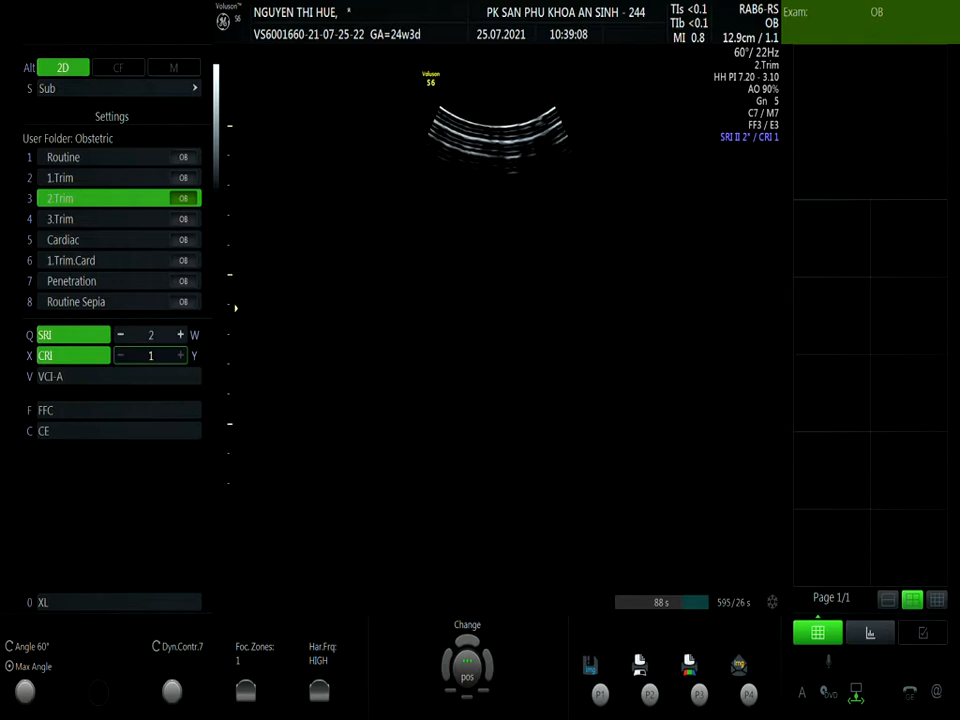 Voluson™
S6
NGUYEN THI HUE, *
PK SAN PHU KHOA AN SINH - 244
TIs <0.1
TIb <0.1
MI 0.8
RAB6-RS
OB
12.9cm / 1.1
VS6001660-21-07-25-22 GA=24w3d
25.07.2021
10:39:08
60°/ 22Hz
2.Trim
HH PI 7.20 - 3.10
AO 90%
Gn 5
C7 / M7
FF3 / E3
SRI II 2" / CRI 1
Exam: OB
Voluson
S6
Alt 2D CF M
S Sub >
Settings
User Folder: Obstetric
1 Routine OB
2 1.Trim OB
3 2.Trim OB
4 3.Trim OB
5 Cardiac OB
6 1.Trim.Card OB
7 Penetration OB
8 Routine Sepia OB
Q SRI - 2 + W
X CRI - 1 + Y
V VCI-A
F FFC
C CE
0 XL
88 s
595/26 s
Page 1/1
Angle 60°
Max Angle
Dyn.Contr.7
Foc. Zones:
1
Har.Frq:
HIGH
Change
pos
P1
P2
P3
P4
A
DVD
@